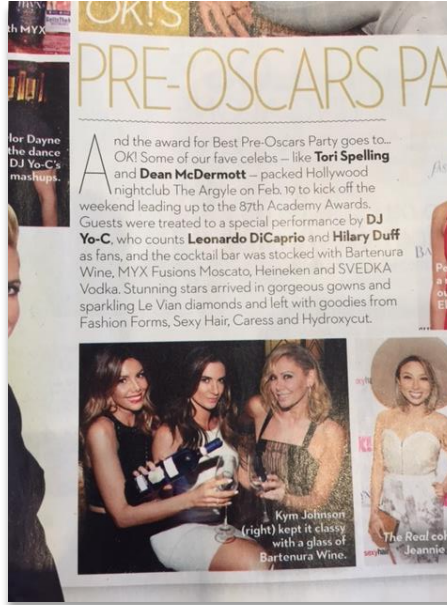 OK!'S
th MYX
PRE-OSCARS PA
lor Dayne
the dance
DJ Yo-C's
mashups.
And the award for Best Pre-Oscars Party goes to...
OK! Some of our fave celebs – like Tori Spelling
and Dean McDermott – packed Hollywood
nightclub The Argyle on Feb. 19 to kick off the
weekend leading up to the 87th Academy Awards.
Guests were treated to a special performance by DJ
Yo-C, who counts Leonardo DiCaprio and Hilary Duff
as fans, and the cocktail bar was stocked with Bartenura
Wine, MYX Fusions Moscato, Heineken and SVEDKA
Vodka. Stunning stars arrived in gorgeous gowns and
sparkling Le Vian diamonds and left with goodies from
Fashion Forms, Sexy Hair, Caress and Hydroxycut.
Kym Johnson
(right) kept it classy
with a glass of
Bartenura Wine.
The Real co
Jeannie